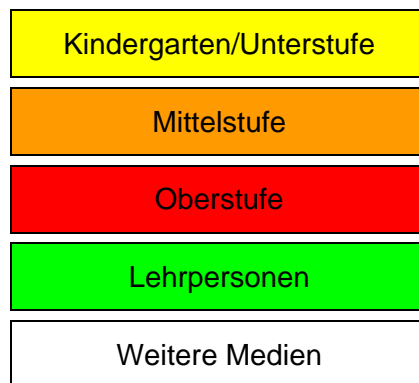 Kindergarten/Unterstufe
Mittelstufe
Oberstufe
Lehrpersonen
Weitere Medien